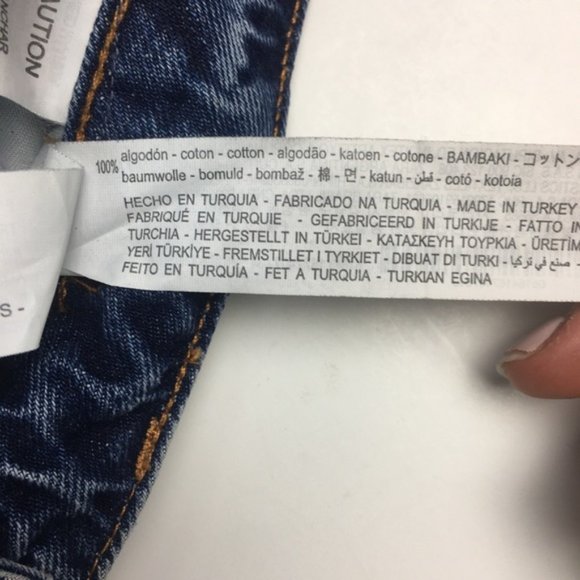 AUTION
100% algodón - coton - cotton - algodão - katoen - cotone - BAMBAKI - コットン
baumwolle - bomuld - bombaž - 棉 - 면 - katun - قطن - cotó - kotoia
HECHO EN TURQUIA - FABRICADO NA TURQUIA - MADE IN TURKEY
FABRIQUÉ EN TURQUIE - GEFABRICEERD IN TURKIJE - FATTO IN
TURCHIA - HERGESTELLT IN TÜRKEI - ΚΑΤΑΣΚΕΥΗ ΤΟΥΡΚΙΑ - ÜRETİM
YERİ TÜRKİYE - FREMSTILLET I TYRKIET - DIBUAT DI TURKI - صنع في تركيا -
FEITO EN TURQUÍA - FET A TURQUIA - TURKIAN EGINA
S -